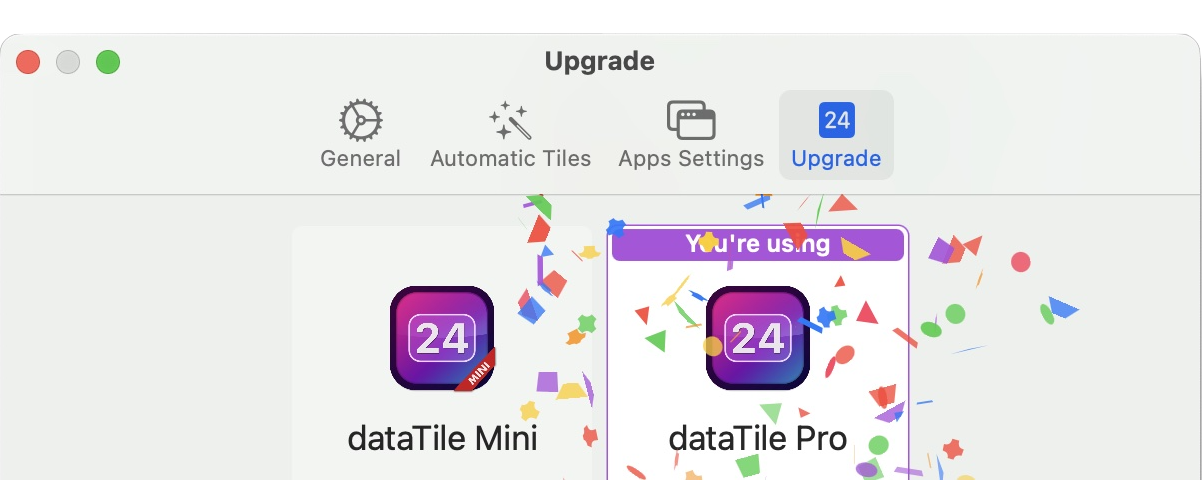 Upgrade
General
Automatic Tiles
Apps Settings
24
Upgrade
You're using
24
MINI
24
dataTile Mini
dataTile Pro